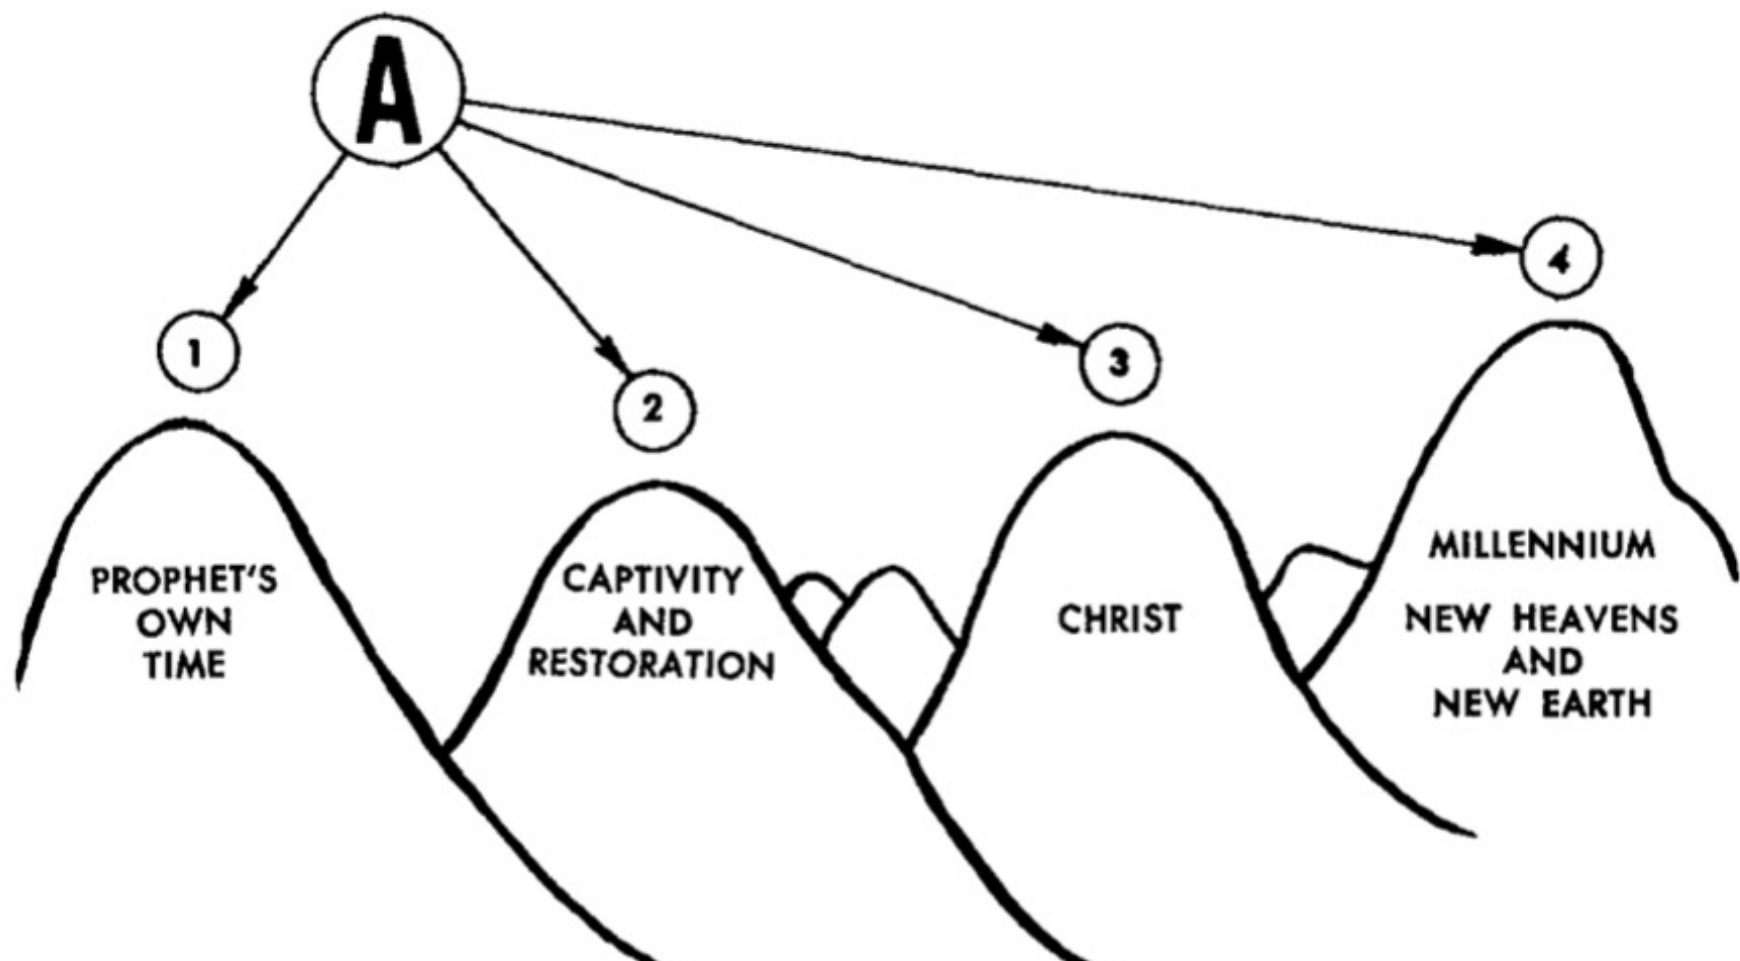 A
1
2
3
4
PROPHET'S
OWN
TIME
CAPTIVITY
AND
RESTORATION
CHRIST
MILLENNIUM
NEW HEAVENS
AND
NEW EARTH